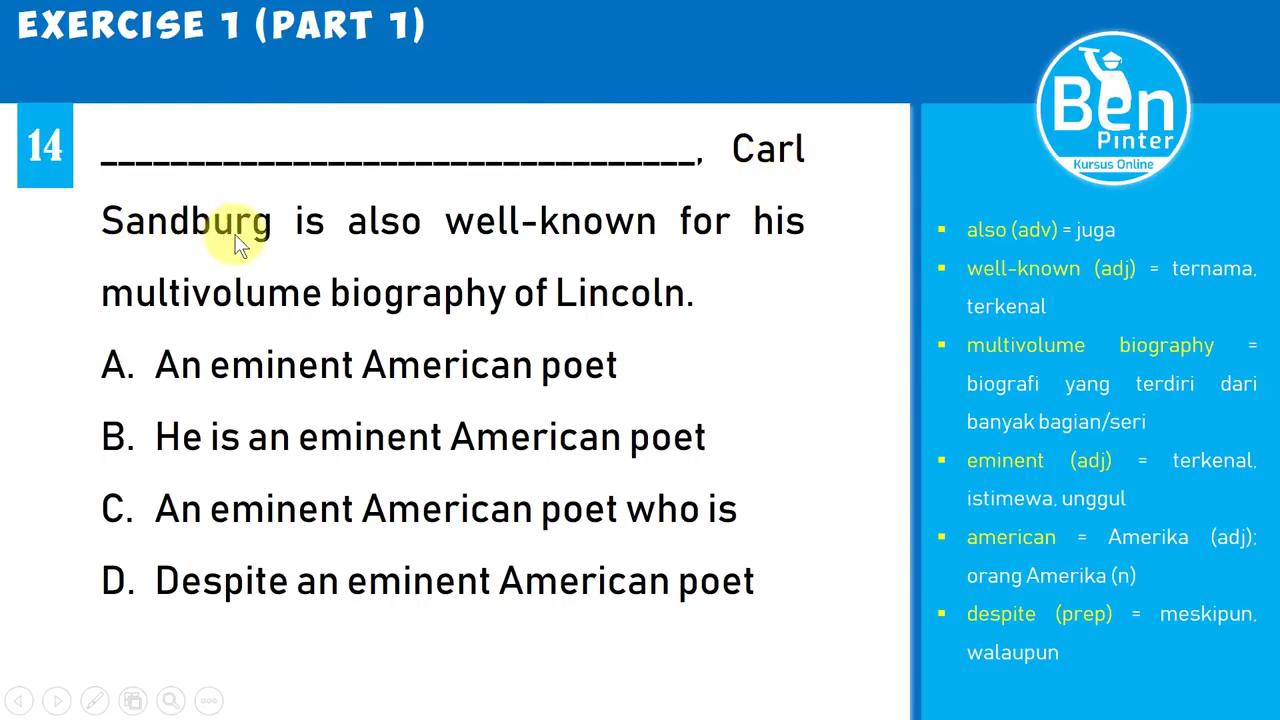 EXERCISE 1 (PART 1)
Ben
Pinter
Kursus Online
14
__________________________________, Carl
Sandburg is also well-known for his
multivolume biography of Lincoln.
A. An eminent American poet
B. He is an eminent American poet
C. An eminent American poet who is
D. Despite an eminent American poet
▪ also (adv) = juga
▪ well-known (adj) = ternama,
terkenal
▪ multivolume biography =
biografi yang terdiri dari
banyak bagian/seri
▪ eminent (adj) = terkenal,
istimewa, unggul
▪ american = Amerika (adj);
orang Amerika (n)
▪ despite (prep) = meskipun,
walaupun